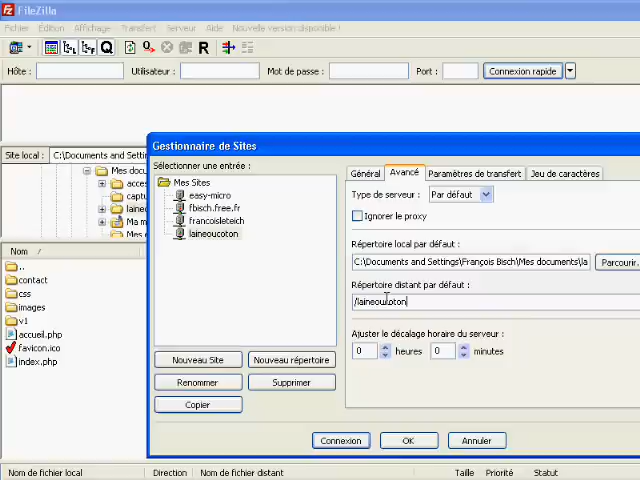 FileZilla
Fichier Édition Affichage Transfert Serveur Aide Nouvelle version disponible !
Hôte : Utilisateur : Mot de passe : Port : Connexion rapide
Gestionnaire de Sites
Site local : C:\Documents and Settin
Sélectionner une entrée :
Mes docu
acces
captu
laine
Ma m
Mes e
Mes Sites
easy-micro
fbisch.free.fr
francoisleteich
laineoucoton
Général Avancé Paramètres de transfert Jeu de caractères
Type de serveur : Par défaut
Ignorer le proxy
Répertoire local par défaut :
C:\Documents and Settings\François Bisch\Mes documents\la Parcourir.
Répertoire distant par défaut :
/laineoucoton
Ajuster le décalage horaire du serveur :
0 heures 0 minutes
Nom
..
contact
css
images
v1
accueil.php
favicon.ico
index.php
Nouveau Site Nouveau répertoire
Renommer Supprimer
Copier
Connexion OK Annuler
Nom de fichier local Direction Nom de fichier distant Taille Priorité Statut